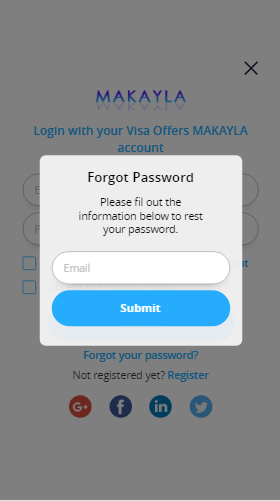 MAKAYLA
Login with your Visa Offers MAKAYLA
account
Forgot Password
Please fil out the
information below to rest
your password.
Email
Submit
Forgot your password?
Not registered yet? Register
G+ f in